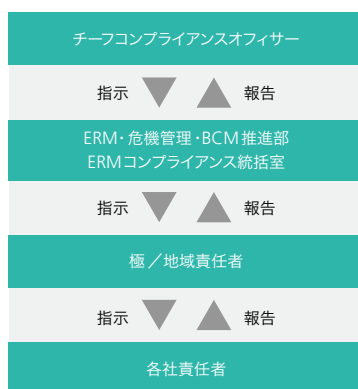 チーフコンプライアンスオフィサー
指示 報告
ERM・危機管理・BCM推進部
ERMコンプライアンス統括室
指示 報告
極／地域責任者
指示 報告
各社責任者